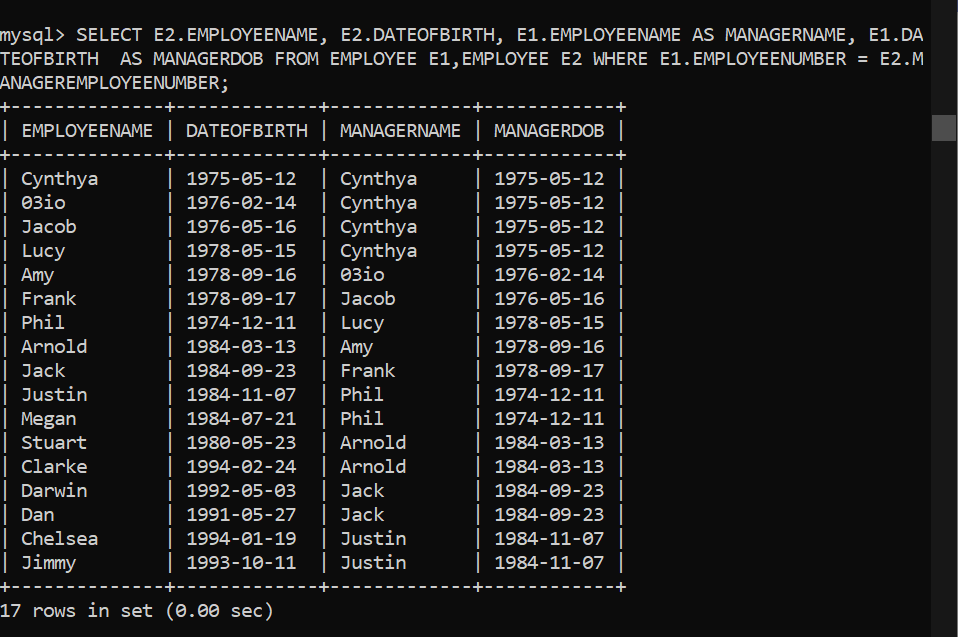 mysql> SELECT E2.EMPLOYEENAME, E2.DATEOFBIRTH, E1.EMPLOYEENAME AS MANAGERNAME, E1.DA
TEOFBIRTH  AS MANAGERDOB FROM EMPLOYEE E1,EMPLOYEE E2 WHERE E1.EMPLOYEENUMBER = E2.M
ANAGEREMPLOYEENUMBER;
+--------------+-------------+-------------+------------+
| EMPLOYEENAME | DATEOFBIRTH | MANAGERNAME | MANAGERDOB |
+--------------+-------------+-------------+------------+
| Cynthya      | 1975-05-12  | Cynthya     | 1975-05-12 |
| 03io         | 1976-02-14  | Cynthya     | 1975-05-12 |
| Jacob        | 1976-05-16  | Cynthya     | 1975-05-12 |
| Lucy         | 1978-05-15  | Cynthya     | 1975-05-12 |
| Amy          | 1978-09-16  | 03io        | 1976-02-14 |
| Frank        | 1978-09-17  | Jacob       | 1976-05-16 |
| Phil         | 1974-12-11  | Lucy        | 1978-05-15 |
| Arnold       | 1984-03-13  | Amy         | 1978-09-16 |
| Jack         | 1984-09-23  | Frank       | 1978-09-17 |
| Justin       | 1984-11-07  | Phil        | 1974-12-11 |
| Megan        | 1984-07-21  | Phil        | 1974-12-11 |
| Stuart       | 1980-05-23  | Arnold      | 1984-03-13 |
| Clarke       | 1994-02-24  | Arnold      | 1984-03-13 |
| Darwin       | 1992-05-03  | Jack        | 1984-09-23 |
| Dan          | 1991-05-27  | Jack        | 1984-09-23 |
| Chelsea      | 1994-01-19  | Justin      | 1984-11-07 |
| Jimmy        | 1993-10-11  | Justin      | 1984-11-07 |
+--------------+-------------+-------------+------------+
17 rows in set (0.00 sec)